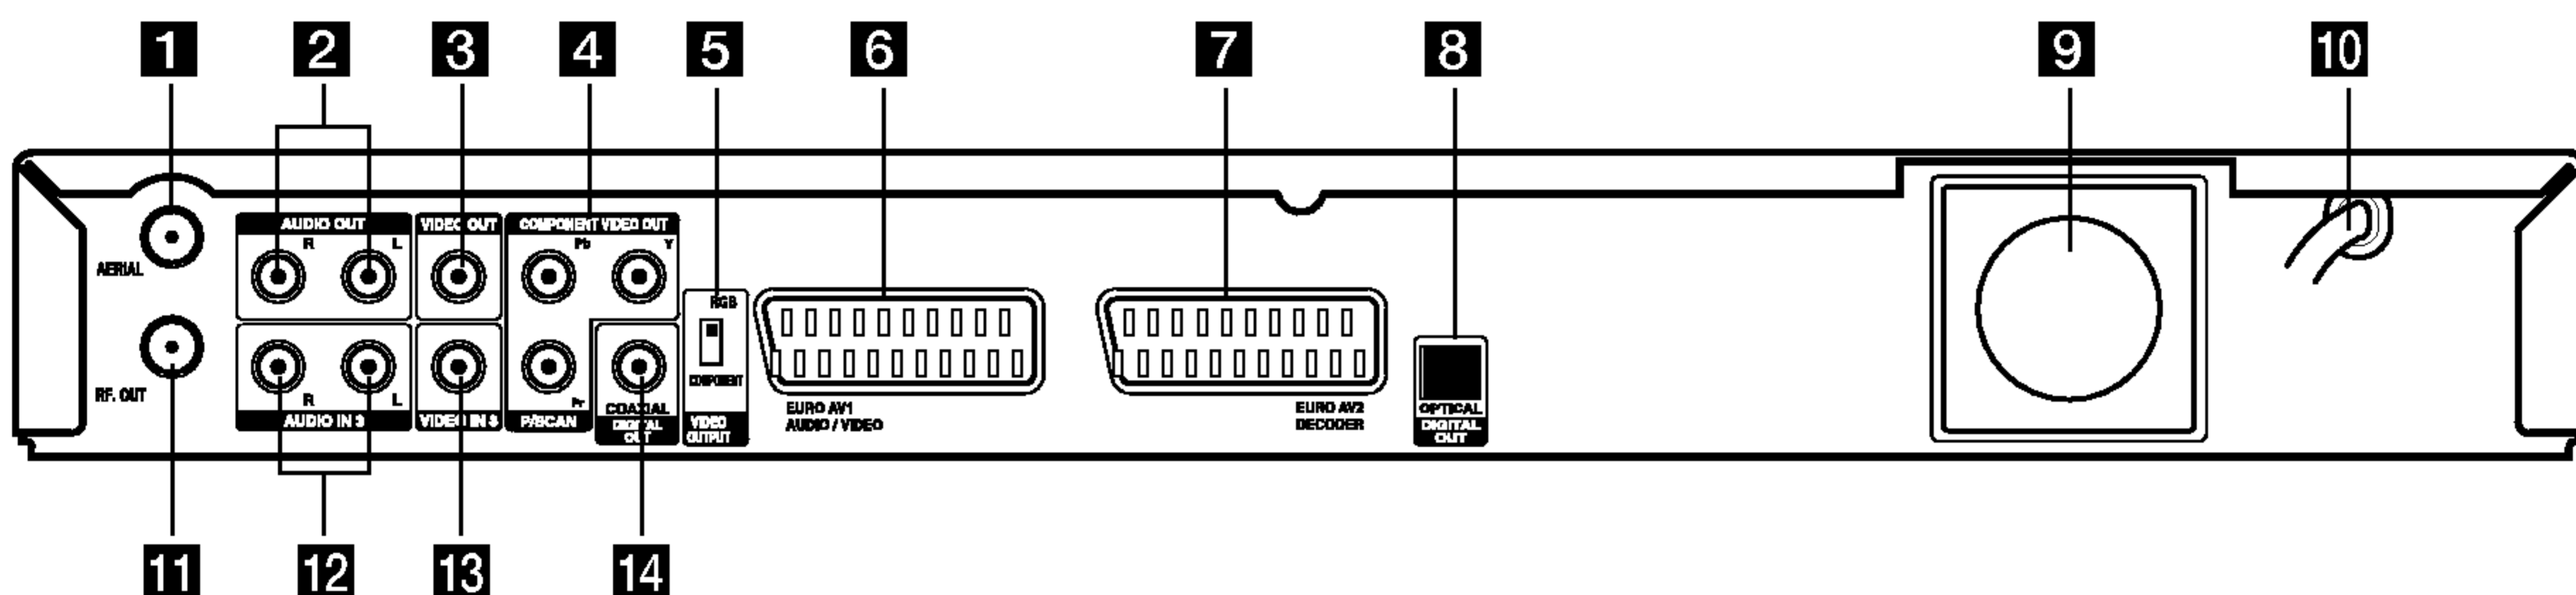 1 2 3 4 5 6 7 8 9 10
AUDIO OUT
R L
VIDEO OUT
COMPONENT VIDEO OUT
Pb Y
AERIAL
RF. OUT
R L
AUDIO IN 3
VIDEO IN 3
Pr
P/SCAN
COAXIAL
DIGITAL
OUT
RGB
COMPONENT
VIDEO
OUTPUT
EURO AV1
AUDIO / VIDEO
EURO AV2
DECODER
OPTICAL
DIGITAL
OUT
11 12 13 14